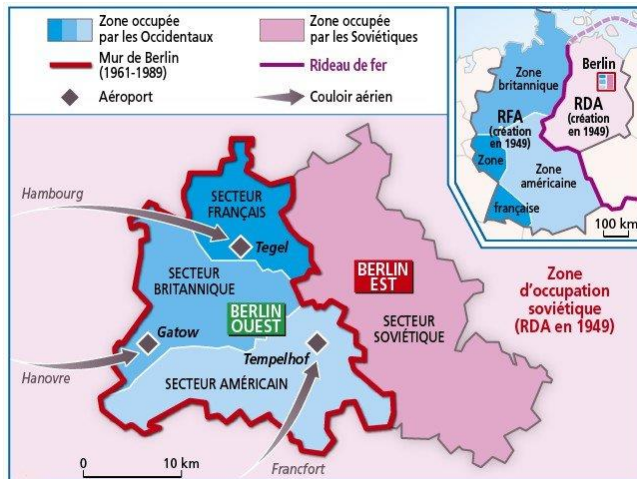 Zone occupée
par les Occidentaux
Zone occupée
par les Soviétiques
Mur de Berlin
(1961-1989)
Rideau de fer
Aéroport
Couloir aérien
Berlin
Zone
britannique
RDA
(création
en 1949)
RFA
(création
en 1949)
Zone
française
Zone
américaine
100 km
Hambourg
SECTEUR
FRANÇAIS
Tegel
SECTEUR
BRITANNIQUE
BERLIN
EST
BERLIN
OUEST
SECTEUR
SOVIÉTIQUE
Zone
d'occupation
soviétique
(RDA en 1949)
Gatow
Tempelhof
Hanovre
SECTEUR AMÉRICAIN
0 10 km
Francfort